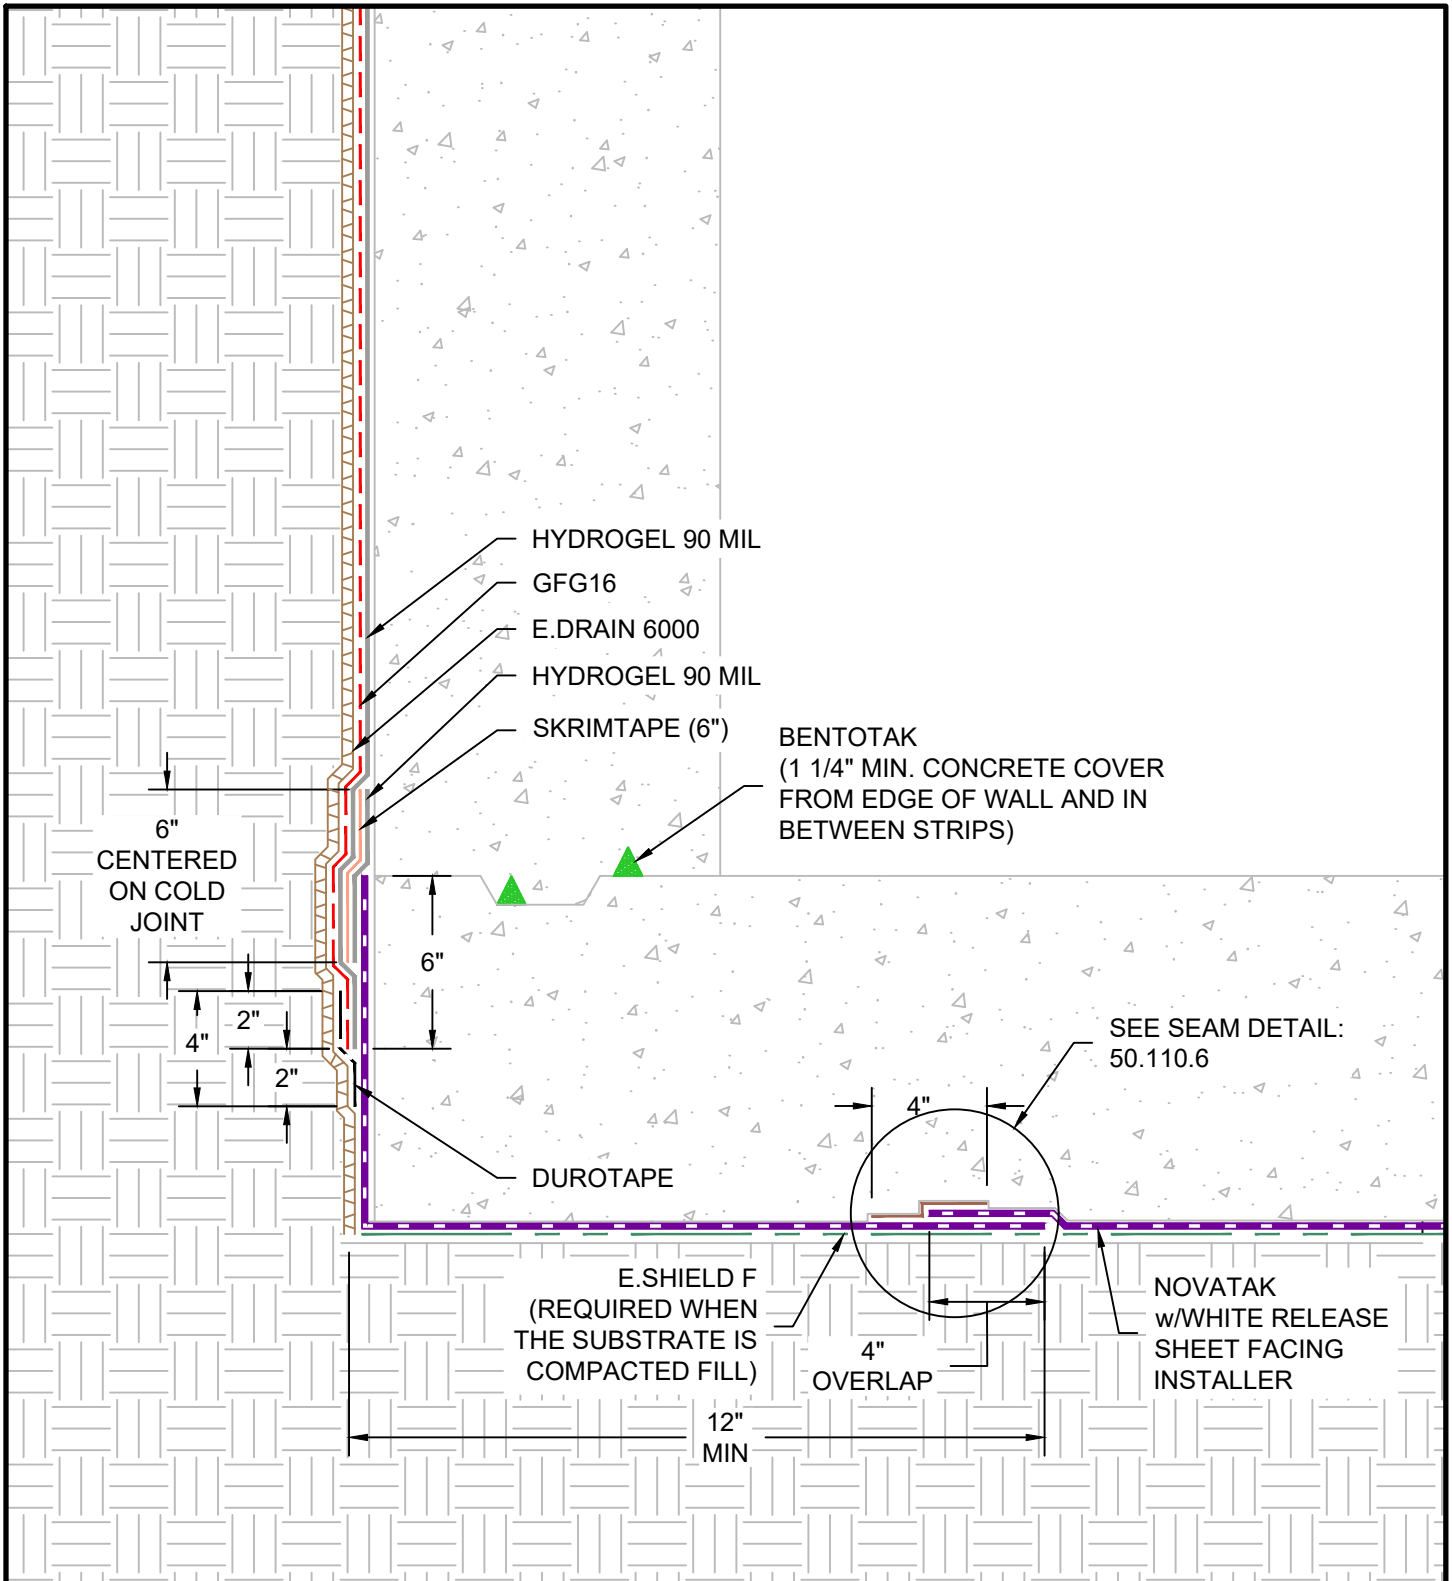 HYDROGEL 90 MIL
GFG16
E.DRAIN 6000
HYDROGEL 90 MIL
SKRIMTAPE (6")
BENTOTAK
(1 1/4" MIN. CONCRETE COVER
FROM EDGE OF WALL AND IN
BETWEEN STRIPS)
6"
CENTERED
ON COLD
JOINT
6"
2"
4"
2"
SEE SEAM DETAIL:
50.110.6
4"
DUROTAPE
E.SHIELD F
(REQUIRED WHEN
THE SUBSTRATE IS
COMPACTED FILL)
4"
OVERLAP
NOVATAK
w/WHITE RELEASE
SHEET FACING
INSTALLER
12"
MIN